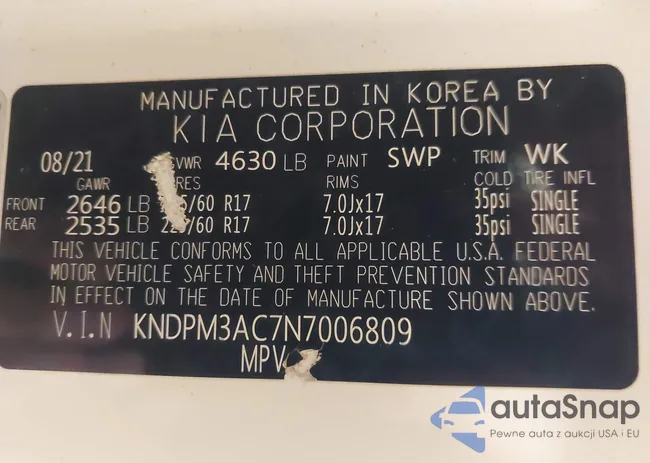 MANUFACTURED IN KOREA BY
KIA CORPORATION
08/21 GVWR 4630 LB PAINT SWP TRIM WK
GAWR RIMS COLD TIRE INFL
FRONT 2646 LB /60 R17 7.0Jx17 35psi SINGLE
REAR 2535 LB /60 R17 7.0Jx17 35psi SINGLE
THIS VEHICLE CONFORMS TO ALL APPLICABLE U.S.A. FEDERAL
MOTOR VEHICLE SAFETY AND THEFT PREVENTION STANDARDS
IN EFFECT ON THE DATE OF MANUFACTURE SHOWN ABOVE.
V.I.N KNDPM3AC7N7006809
MPV
autaSnap
Pewne auta z aukcji USA i EU